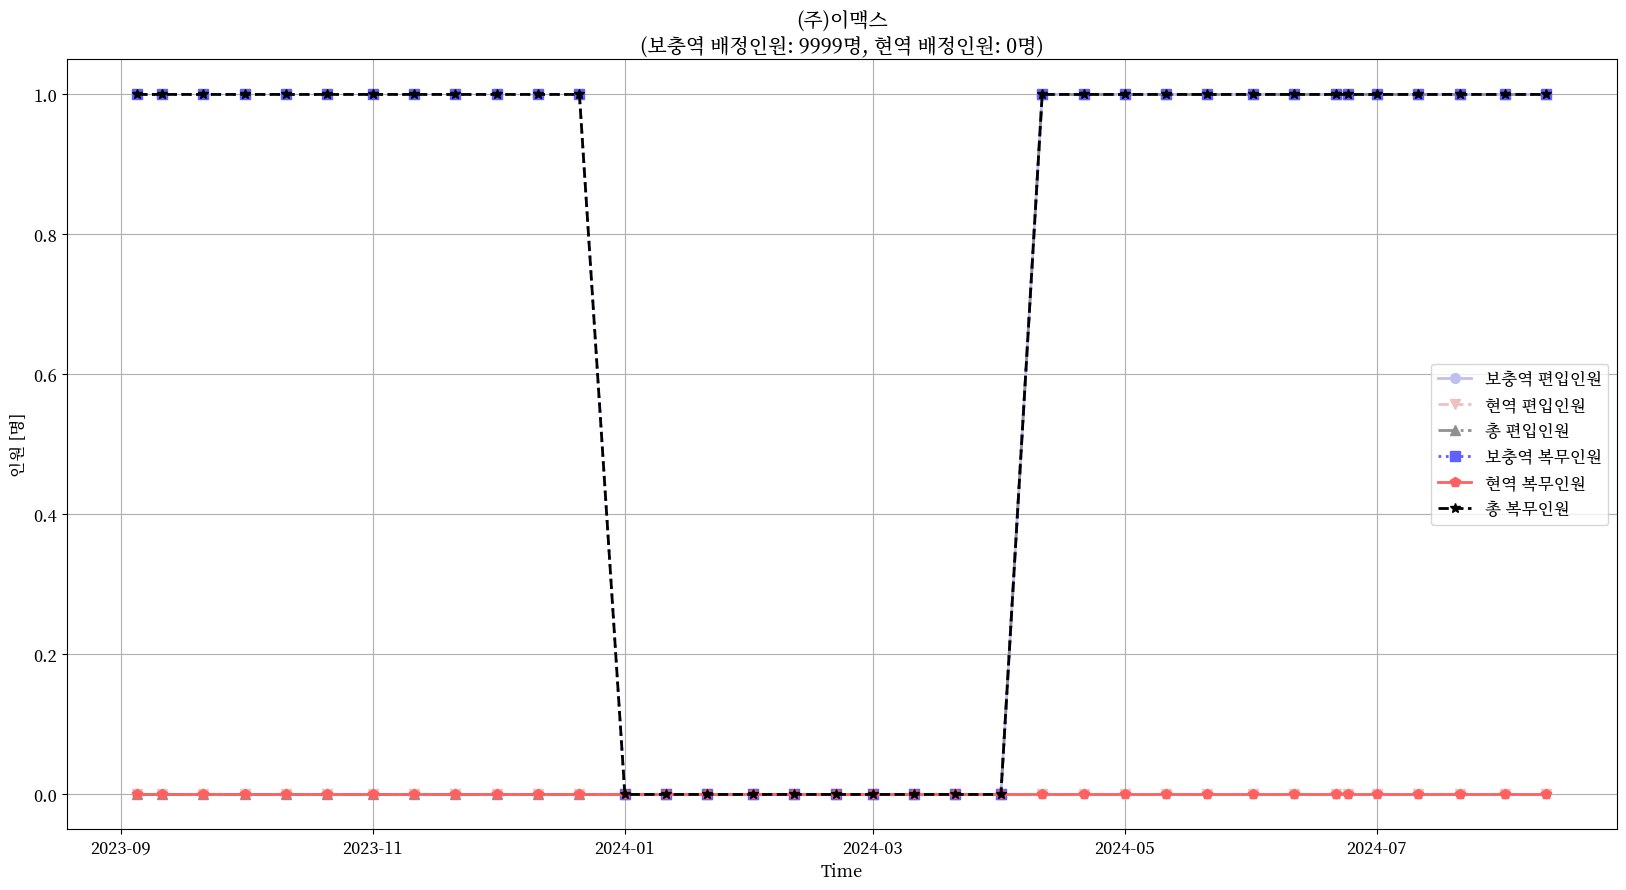 (주)이맥스
(보충역 배정인원: 9999명, 현역 배정인원: 0명)
1.0
0.8
0.6
0.4
0.2
0.0
인원 [명]
보충역 편입인원
현역 편입인원
총 편입인원
보충역 복무인원
현역 복무인원
총 복무인원
2023-09
2023-11
2024-01
2024-03
2024-05
2024-07
Time